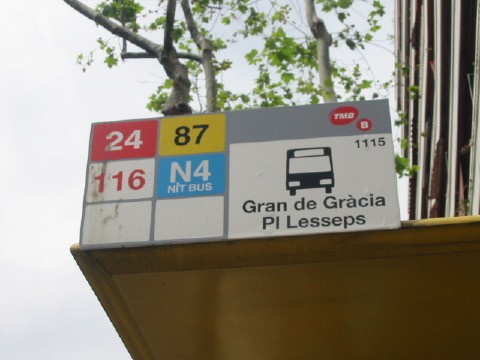 24 87
116 N4
NIT BUS
TMB
B
1115
Gran de Gràcia
Pl Lesseps